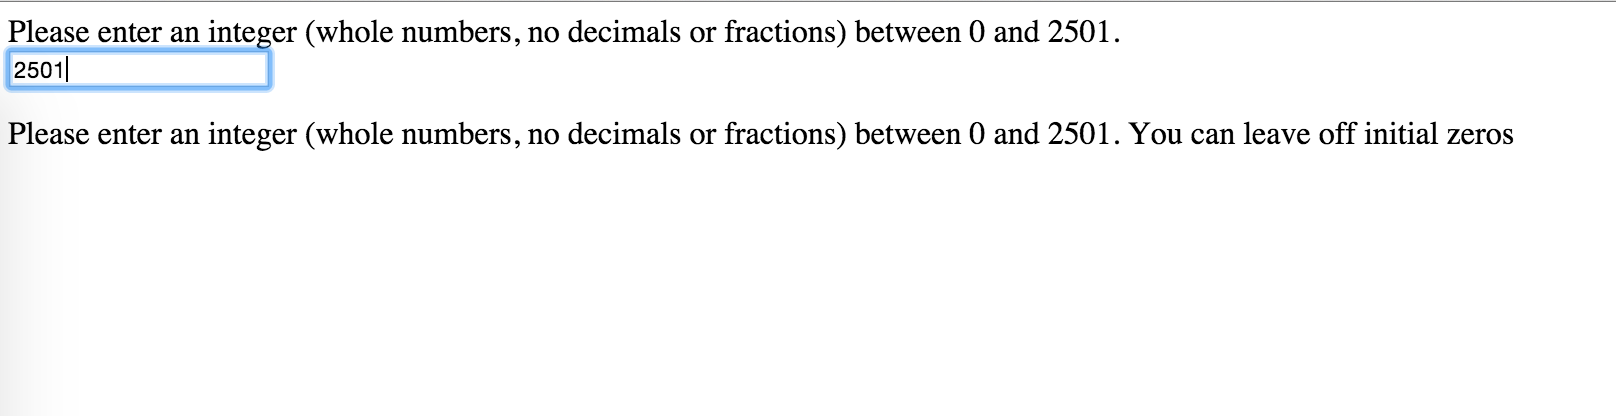 Please enter an integer (whole numbers, no decimals or fractions) between 0 and 2501.
2501
Please enter an integer (whole numbers, no decimals or fractions) between 0 and 2501. You can leave off initial zeros